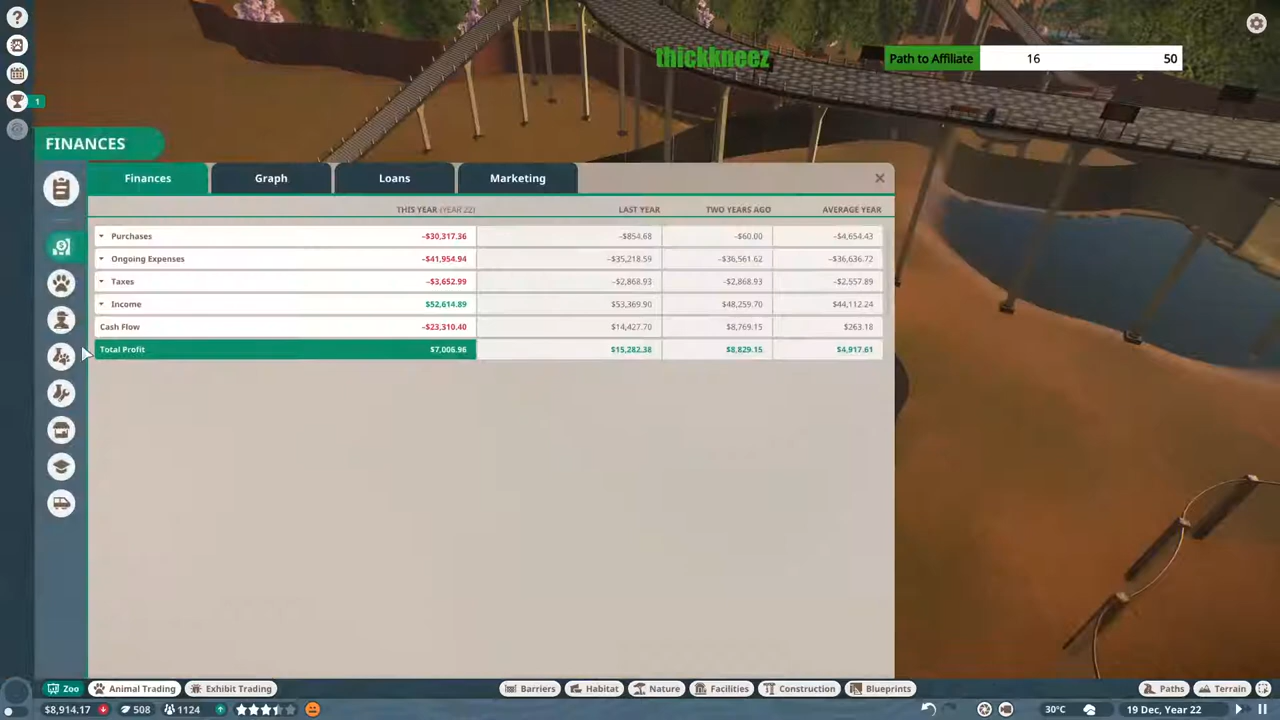 thickkneez
Path to Affiliate 16 50
1
FINANCES
Finances Graph Loans Marketing
THIS YEAR (YEAR 22) LAST YEAR TWO YEARS AGO AVERAGE YEAR
Purchases -$30,317.36 -$854.68 -$60.00 -$4,654.43
Ongoing Expenses -$41,954.94 -$35,218.59 -$36,561.62 -$36,636.72
Taxes -$3,652.99 -$2,868.93 -$2,868.93 -$2,557.89
Income $52,614.89 $53,369.90 $48,259.70 $44,112.24
Cash Flow -$23,310.40 $14,427.70 $8,769.15 $263.18
Total Profit $7,006.96 $15,282.38 $8,829.15 $4,917.61
Zoo Animal Trading Exhibit Trading Barriers Habitat Nature Facilities Construction Blueprints Paths Terrain
$8,914.17 508 1124 30°C 19 Dec, Year 22